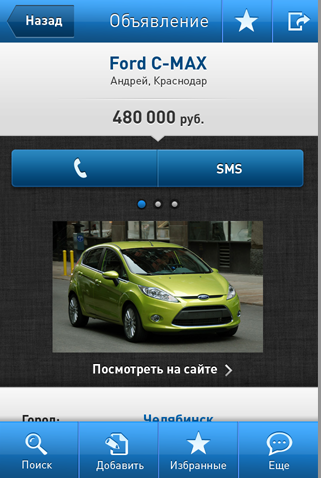 Назад Объявление
Ford C-MAX
Андрей, Краснодар
480 000 руб.
SMS
Посмотреть на сайте
Город: Челябинск
Поиск Добавить Избранные Еще